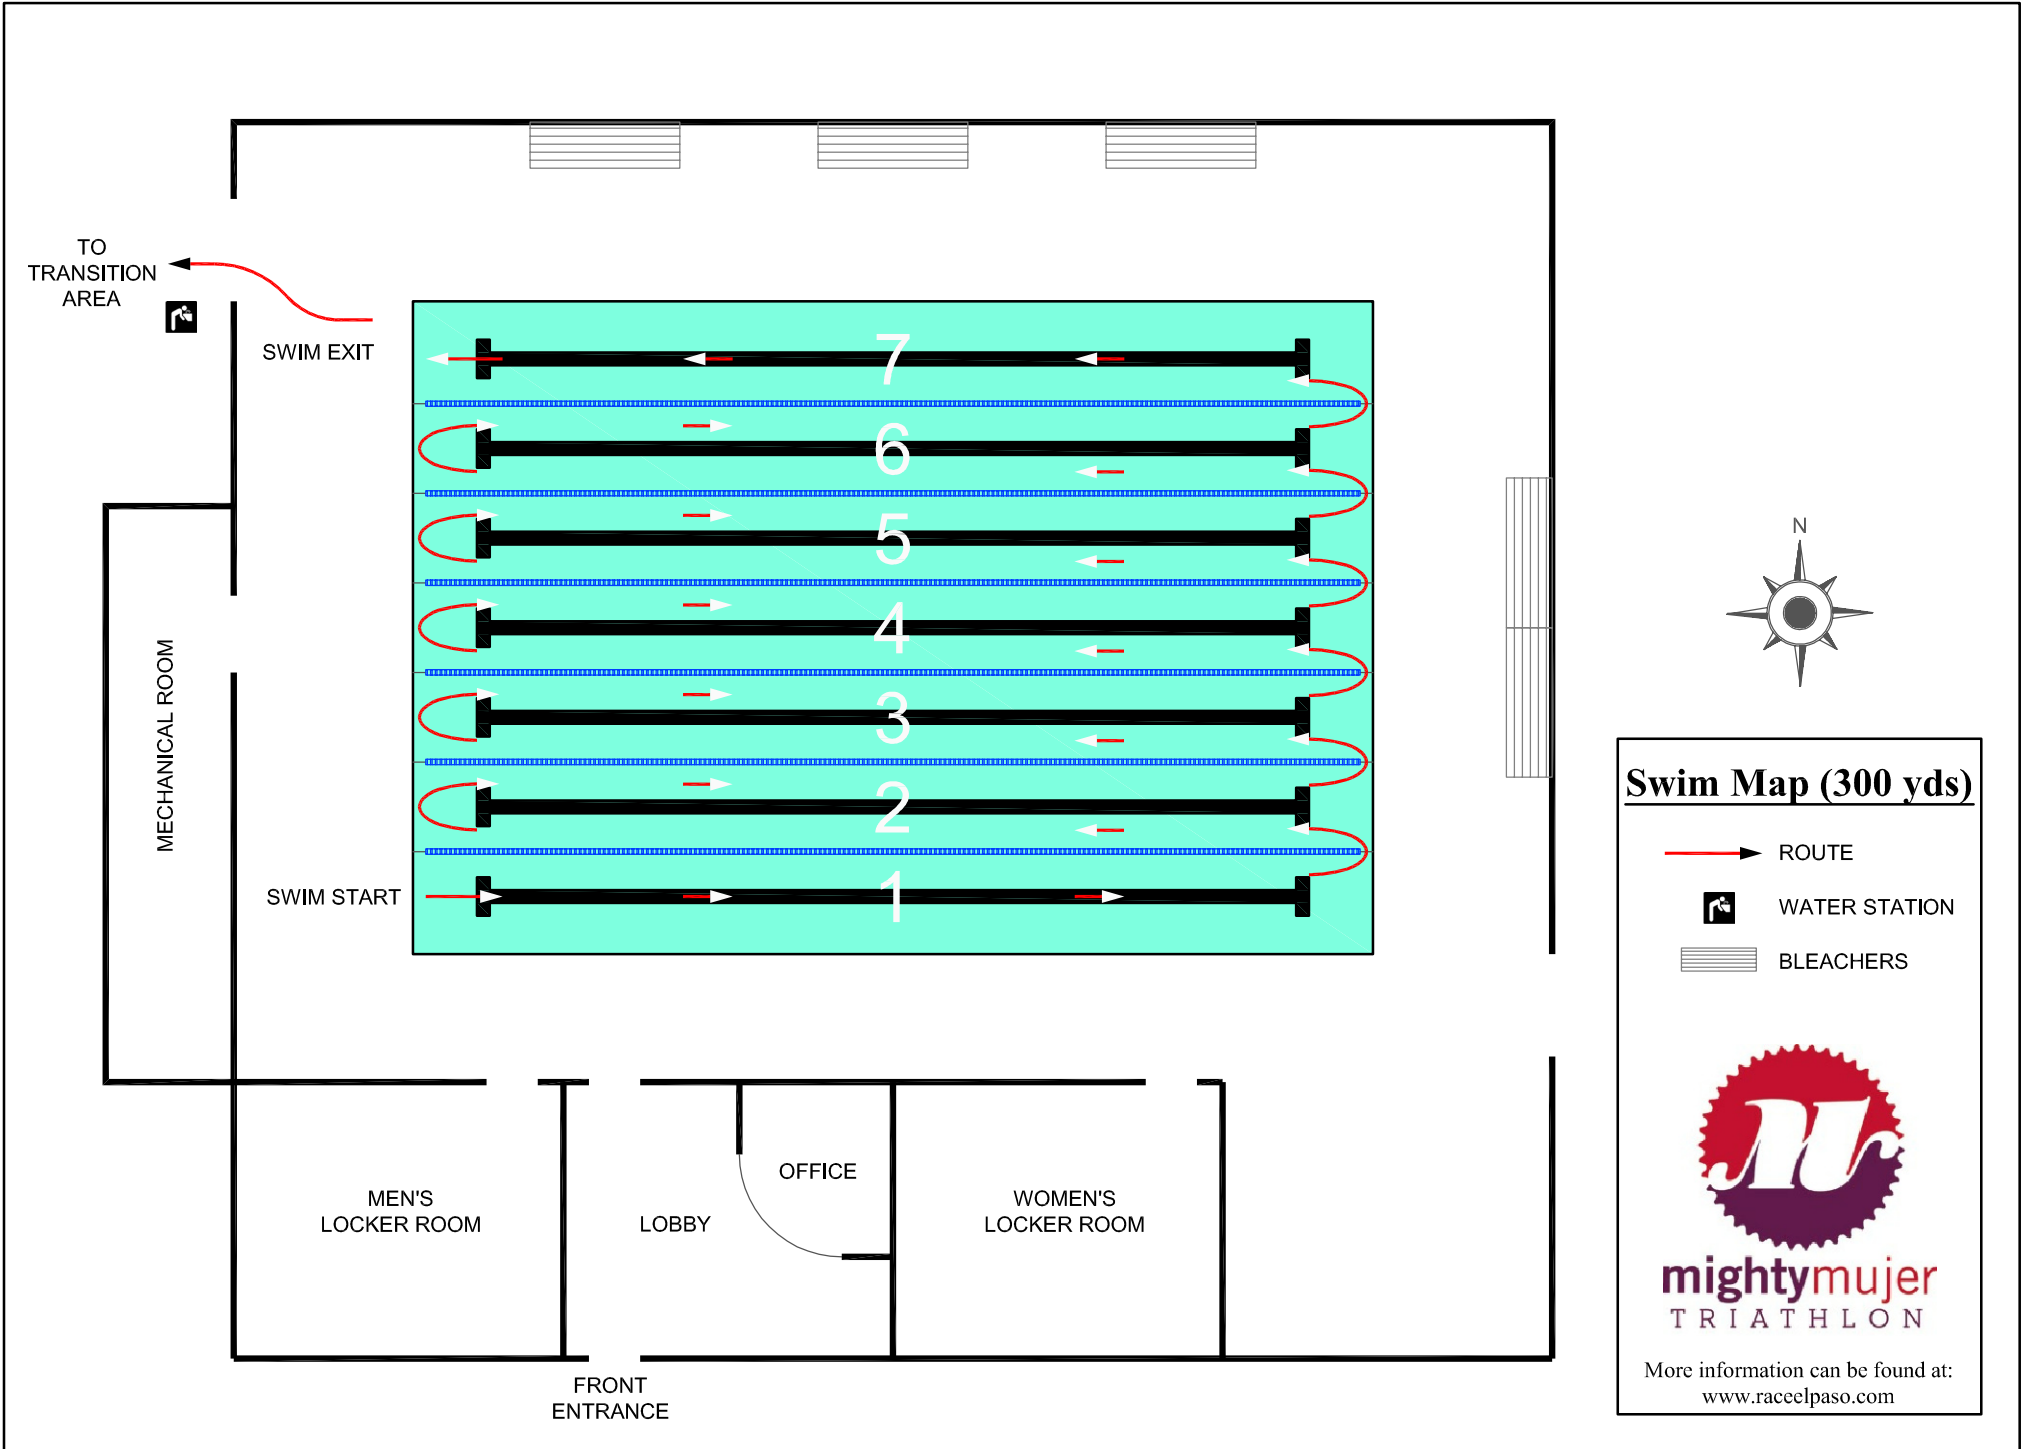 TO
TRANSITION
AREA
SWIM EXIT
7
6
5
4
3
2
1
MECHANICAL ROOM
SWIM START
N
Swim Map (300 yds)
ROUTE
WATER STATION
BLEACHERS
M
mightymujer
TRIATHLON
More information can be found at:
www.raceelpaso.com
MEN'S
LOCKER ROOM
LOBBY
OFFICE
WOMEN'S
LOCKER ROOM
FRONT
ENTRANCE